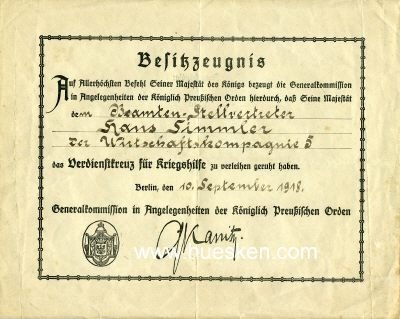 Besitzzeugnis
Auf Allerhöchsten Befehl Seiner Majestät des Königs bezeugt die Generalkommission
in Angelegenheiten der Königlich Preußischen Orden hierdurch, daß Seine Majestät
dem Beamten-Stellvertreter
Hans Simmler
der Wirtschaftskompagnie 5
das Verdienstkreuz für Kriegshilfe zu verleihen geruht haben.
Berlin, den 10. September 1918.
Generalkommission in Angelegenheiten der Königlich Preußischen Orden
www.huesken.com